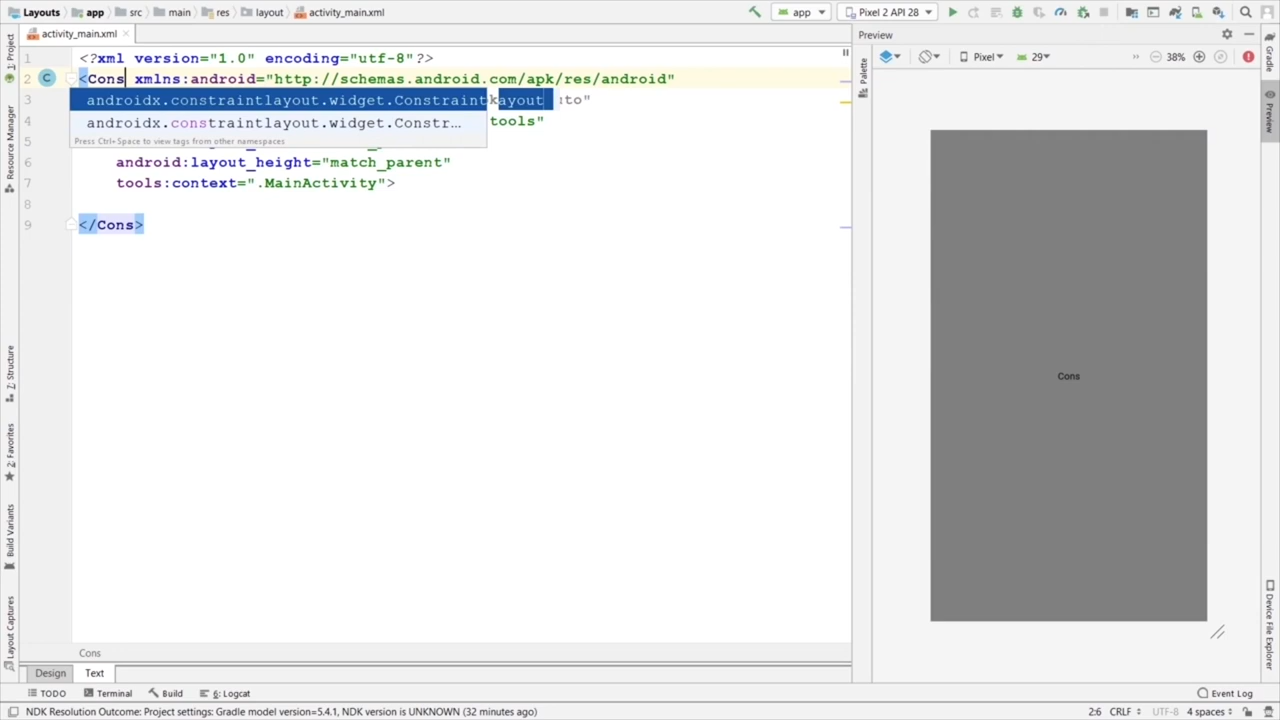 Layouts app src main res layout activity_main.xml
app Pixel 2 API 28
activity_main.xml
Preview
1: Project
Resource Manager
Z: Structure
2: Favorites
Build Variants
Layout Captures
1 <?xml version="1.0" encoding="utf-8"?>
2 <Cons xmlns:android="http://schemas.android.com/apk/res/android"
3
androidx.constraintlayout.widget.Constraint
ayout
to"
4
androidx.constraintlayout.widget.Constr...
tools"
5
Press Ctrl+Space to view tags from other namespaces
6 android:layout_height="match_parent"
7 tools:context=".MainActivity">
8
9 </Cons>
Palette
Pixel 29 38%
Cons
Gradle
Preview
Device File Explorer
Cons
Design Text
TODO Terminal Build 6: Logcat Event Log
NDK Resolution Outcome: Project settings: Gradle model version=5.4.1, NDK version is UNKNOWN (32 minutes ago)
2:6 CRLF UTF-8 4 spaces